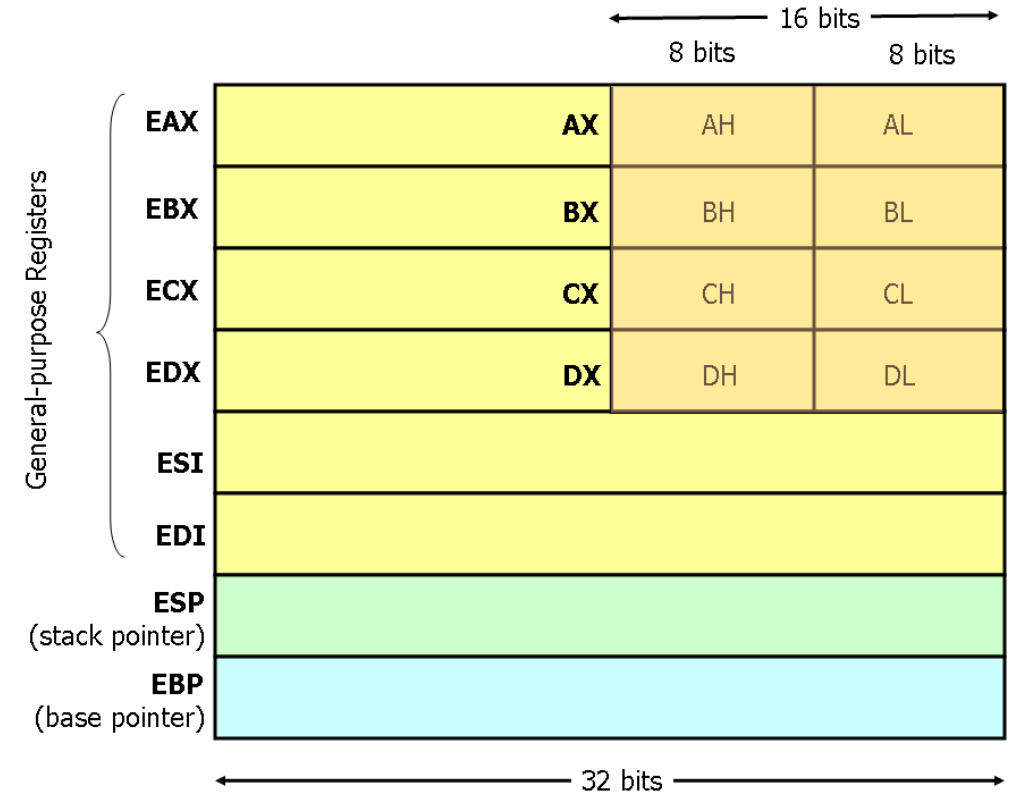 16 bits
8 bits 8 bits
EAX AX AH AL
EBX BX BH BL
ECX CX CH CL
EDX DX DH DL
General-purpose Registers
ESI
EDI
ESP
(stack pointer)
EBP
(base pointer)
32 bits